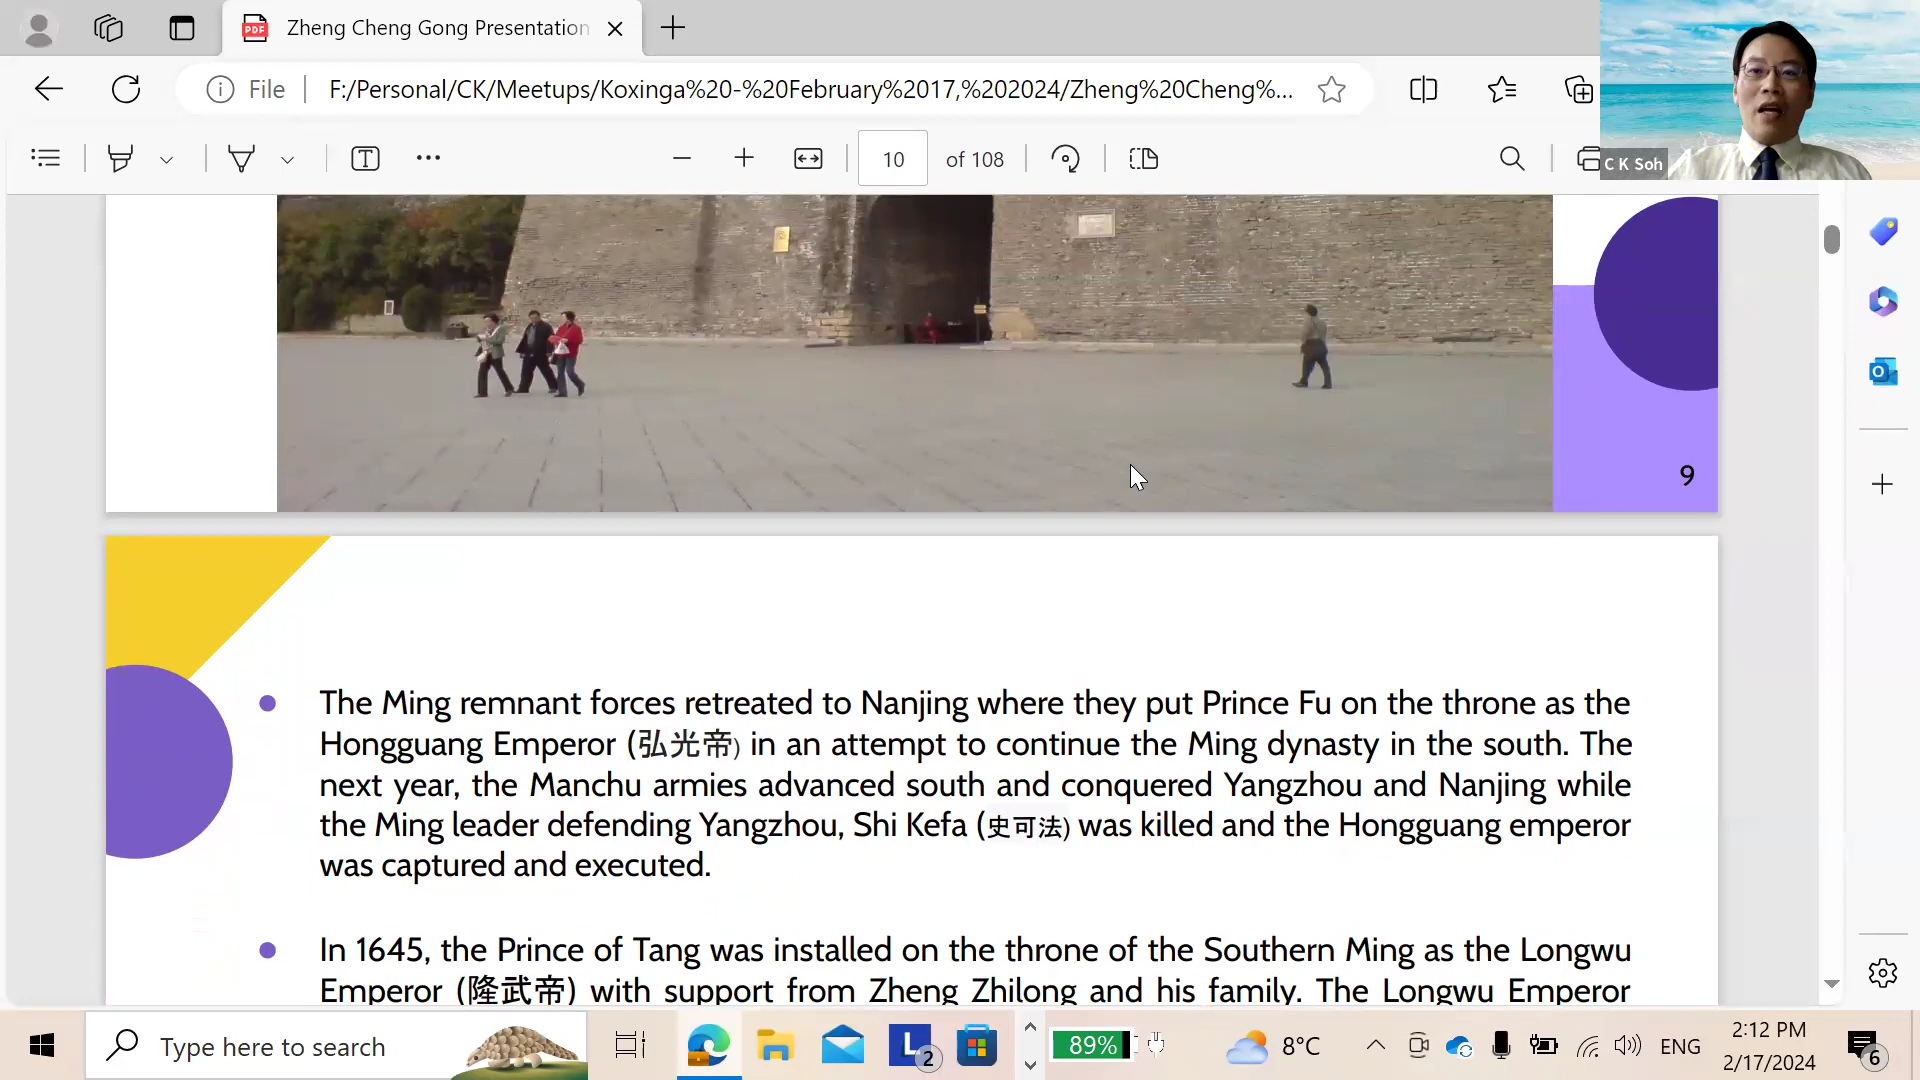 Zheng Cheng Gong Presentation
File
F:/Personal/CK/Meetups/Koxinga%20-%20February%2017,%202024/Zheng%20Cheng%...
10 of 108
C K Soh
9
The Ming remnant forces retreated to Nanjing where they put Prince Fu on the throne as the
Hongguang Emperor (弘光帝) in an attempt to continue the Ming dynasty in the south. The
next year, the Manchu armies advanced south and conquered Yangzhou and Nanjing while
the Ming leader defending Yangzhou, Shi Kefa (史可法) was killed and the Hongguang emperor
was captured and executed.
In 1645, the Prince of Tang was installed on the throne of the Southern Ming as the Longwu
Emperor (隆武帝) with support from Zheng Zhilong and his family. The Longwu Emperor
Type here to search
L
2
89%
8°C
ENG
2:12 PM
2/17/2024
6